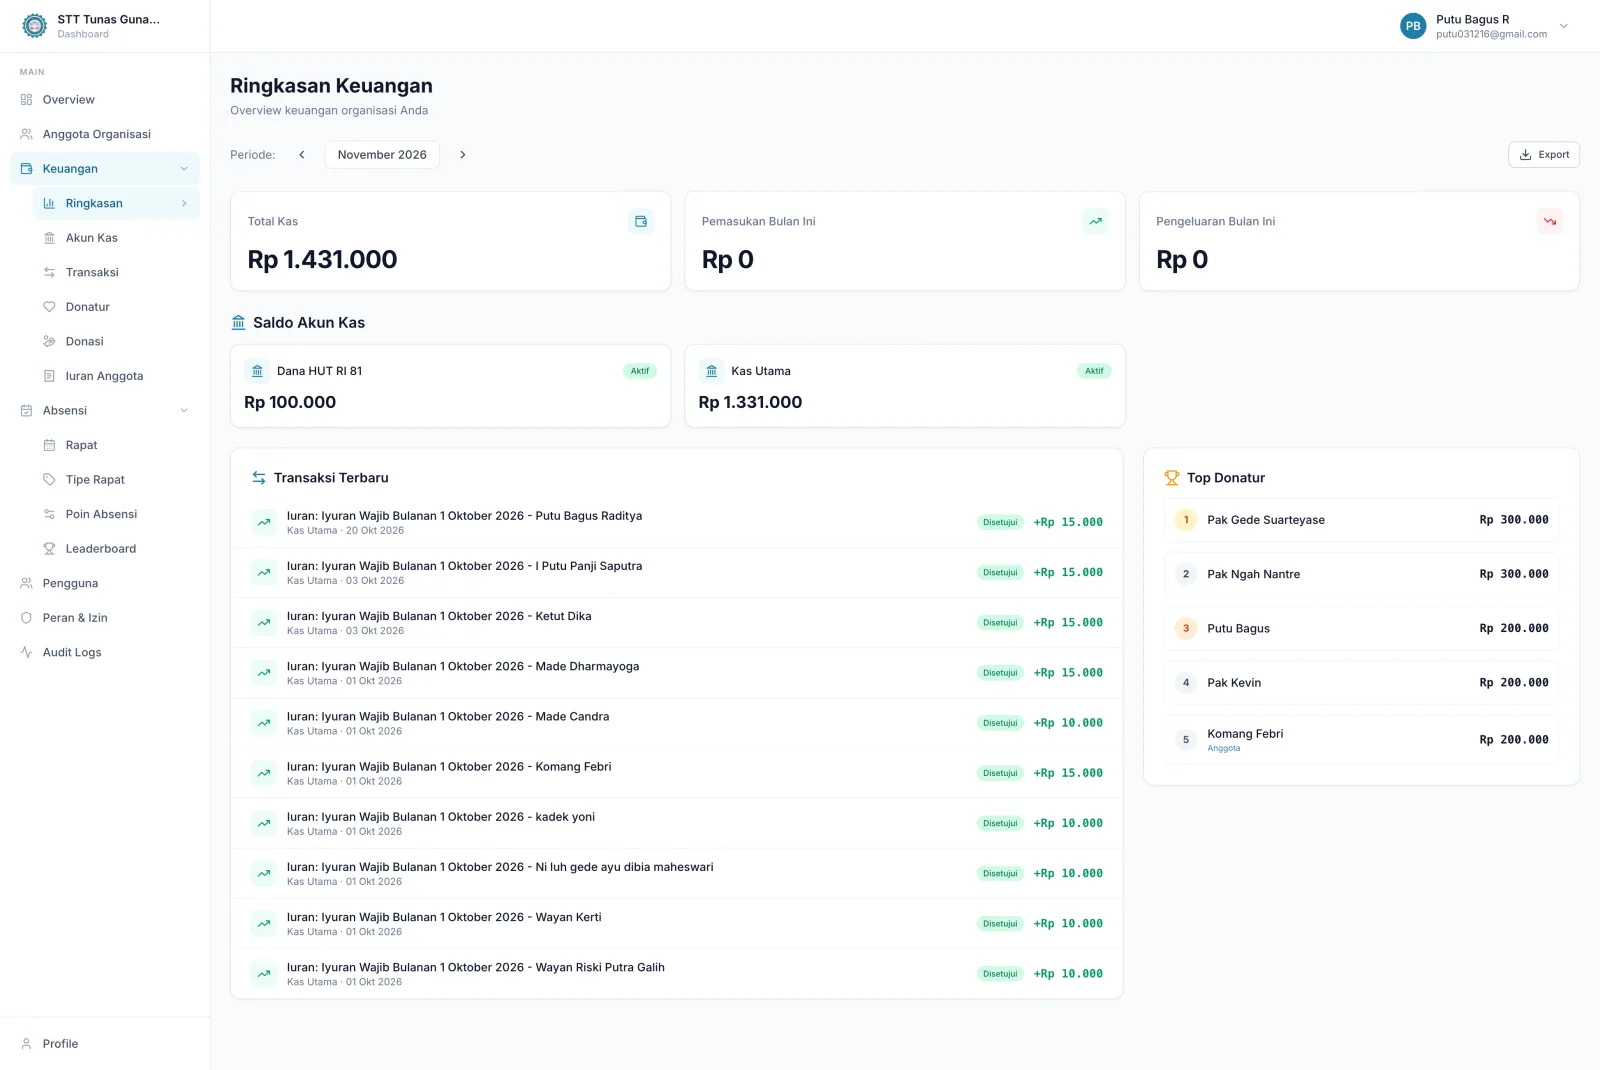 STT Tunas Guna...
Dashboard
Putu Bagus R
PB
putu031216@gmail.com
MAIN
Overview
Anggota Organisasi
Keuangan
Ringkasan
Akun Kas
Transaksi
Donatur
Donasi
Iuran Anggota
Absensi
Rapat
Tipe Rapat
Poin Absensi
Leaderboard
Pengguna
Peran & Izin
Audit Logs
Profile
Ringkasan Keuangan
Overview keuangan organisasi Anda
Periode:
November 2026
Export
Total Kas
Rp 1.431.000
Pemasukan Bulan Ini
Rp 0
Pengeluaran Bulan Ini
Rp 0
Saldo Akun Kas
Dana HUT RI 81
Aktif
Rp 100.000
Kas Utama
Aktif
Rp 1.331.000
Transaksi Terbaru
Iuran: Iyuran Wajib Bulanan 1 Oktober 2026 - Putu Bagus Raditya
Kas Utama · 20 Okt 2026
Disetujui +Rp 15.000
Iuran: Iyuran Wajib Bulanan 1 Oktober 2026 - I Putu Panji Saputra
Kas Utama · 03 Okt 2026
Disetujui +Rp 15.000
Iuran: Iyuran Wajib Bulanan 1 Oktober 2026 - Ketut Dika
Kas Utama · 03 Okt 2026
Disetujui +Rp 15.000
Iuran: Iyuran Wajib Bulanan 1 Oktober 2026 - Made Dharmayoga
Kas Utama · 01 Okt 2026
Disetujui +Rp 15.000
Iuran: Iyuran Wajib Bulanan 1 Oktober 2026 - Made Candra
Kas Utama · 01 Okt 2026
Disetujui +Rp 10.000
Iuran: Iyuran Wajib Bulanan 1 Oktober 2026 - Komang Febri
Kas Utama · 01 Okt 2026
Disetujui +Rp 15.000
Iuran: Iyuran Wajib Bulanan 1 Oktober 2026 - kadek yoni
Kas Utama · 01 Okt 2026
Disetujui +Rp 10.000
Iuran: Iyuran Wajib Bulanan 1 Oktober 2026 - Ni luh gede ayu dibia maheswari
Kas Utama · 01 Okt 2026
Disetujui +Rp 10.000
Iuran: Iyuran Wajib Bulanan 1 Oktober 2026 - Wayan Kerti
Kas Utama · 01 Okt 2026
Disetujui +Rp 10.000
Iuran: Iyuran Wajib Bulanan 1 Oktober 2026 - Wayan Riski Putra Galih
Kas Utama · 01 Okt 2026
Disetujui +Rp 10.000
Top Donatur
1 Pak Gede Suarteyase Rp 300.000
2 Pak Ngah Nantre Rp 300.000
3 Putu Bagus Rp 200.000
4 Pak Kevin Rp 200.000
5 Komang Febri Rp 200.000
Anggota